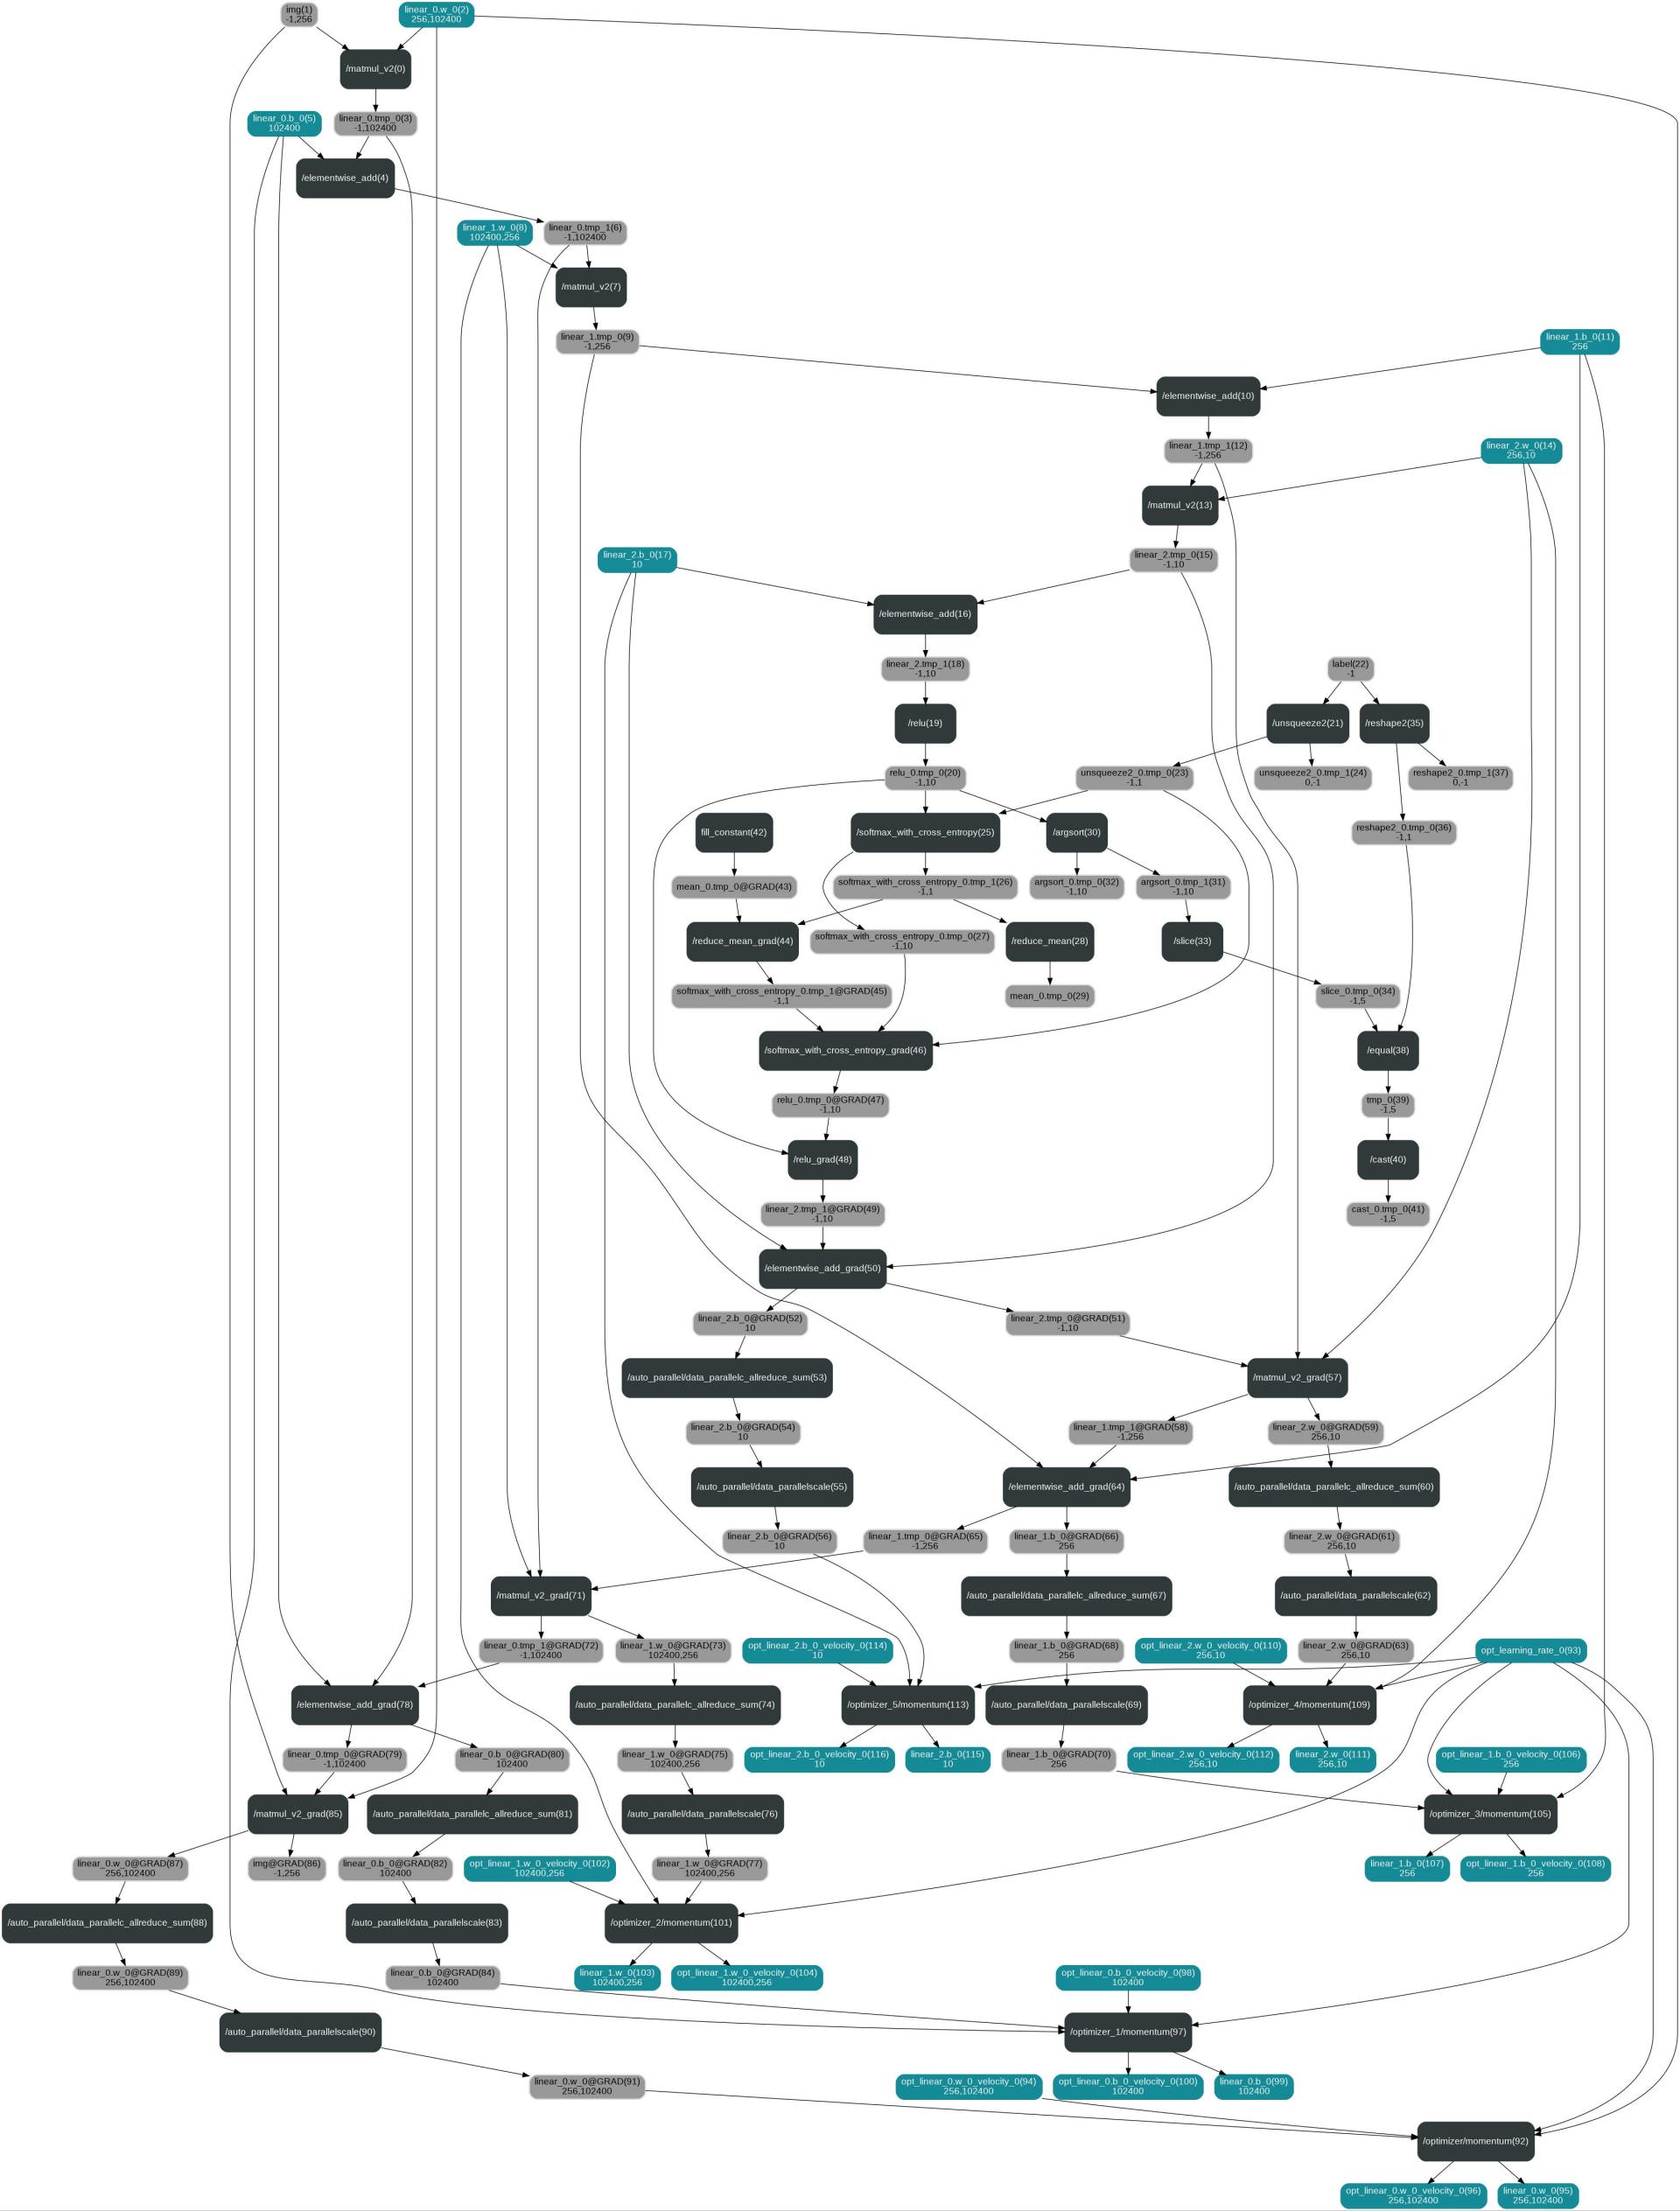 img(1)
-1,256
linear_0.w_0(2)
256,102400
/matmul_v2(0)
linear_0.b_0(5)
102400
linear_0.tmp_0(3)
-1,102400
/elementwise_add(4)
linear_1.w_0(8)
102400,256
linear_0.tmp_1(6)
-1,102400
/matmul_v2(7)
linear_1.tmp_0(9)
-1,256
linear_1.b_0(11)
256
/elementwise_add(10)
linear_1.tmp_1(12)
-1,256
linear_2.w_0(14)
256,10
/matmul_v2(13)
linear_2.b_0(17)
10
linear_2.tmp_0(15)
-1,10
/elementwise_add(16)
linear_2.tmp_1(18)
-1,10
label(22)
-1
/relu(19)
/unsqueeze2(21)
/reshape2(35)
relu_0.tmp_0(20)
-1,10
unsqueeze2_0.tmp_0(23)
-1,1
unsqueeze2_0.tmp_1(24)
0,-1
reshape2_0.tmp_1(37)
0,-1
fill_constant(42)
/softmax_with_cross_entropy(25)
/argsort(30)
reshape2_0.tmp_0(36)
-1,1
mean_0.tmp_0@GRAD(43)
softmax_with_cross_entropy_0.tmp_1(26)
-1,1
argsort_0.tmp_0(32)
-1,10
argsort_0.tmp_1(31)
-1,10
/reduce_mean_grad(44)
softmax_with_cross_entropy_0.tmp_0(27)
-1,10
/reduce_mean(28)
/slice(33)
softmax_with_cross_entropy_0.tmp_1@GRAD(45)
-1,1
mean_0.tmp_0(29)
slice_0.tmp_0(34)
-1,5
/softmax_with_cross_entropy_grad(46)
/equal(38)
relu_0.tmp_0@GRAD(47)
-1,10
tmp_0(39)
-1,5
/relu_grad(48)
/cast(40)
linear_2.tmp_1@GRAD(49)
-1,10
cast_0.tmp_0(41)
-1,5
/elementwise_add_grad(50)
linear_2.b_0@GRAD(52)
10
linear_2.tmp_0@GRAD(51)
-1,10
/auto_parallel/data_parallelc_allreduce_sum(53)
/matmul_v2_grad(57)
linear_2.b_0@GRAD(54)
10
linear_1.tmp_1@GRAD(58)
-1,256
linear_2.w_0@GRAD(59)
256,10
/auto_parallel/data_parallelscale(55)
/elementwise_add_grad(64)
/auto_parallel/data_parallelc_allreduce_sum(60)
linear_2.b_0@GRAD(56)
10
linear_1.tmp_0@GRAD(65)
-1,256
linear_1.b_0@GRAD(66)
256
linear_2.w_0@GRAD(61)
256,10
/matmul_v2_grad(71)
/auto_parallel/data_parallelc_allreduce_sum(67)
/auto_parallel/data_parallelscale(62)
linear_0.tmp_1@GRAD(72)
-1,102400
linear_1.w_0@GRAD(73)
102400,256
opt_linear_2.b_0_velocity_0(114)
10
linear_1.b_0@GRAD(68)
256
opt_linear_2.w_0_velocity_0(110)
256,10
linear_2.w_0@GRAD(63)
256,10
opt_learning_rate_0(93)
/elementwise_add_grad(78)
/auto_parallel/data_parallelc_allreduce_sum(74)
/optimizer_5/momentum(113)
/auto_parallel/data_parallelscale(69)
/optimizer_4/momentum(109)
linear_0.tmp_0@GRAD(79)
-1,102400
linear_0.b_0@GRAD(80)
102400
linear_1.w_0@GRAD(75)
102400,256
opt_linear_2.b_0_velocity_0(116)
10
linear_2.b_0(115)
10
linear_1.b_0@GRAD(70)
256
opt_linear_2.w_0_velocity_0(112)
256,10
linear_2.w_0(111)
256,10
opt_linear_1.b_0_velocity_0(106)
256
/matmul_v2_grad(85)
/auto_parallel/data_parallelc_allreduce_sum(81)
/auto_parallel/data_parallelscale(76)
/optimizer_3/momentum(105)
linear_0.w_0@GRAD(87)
256,102400
img@GRAD(86)
-1,256
linear_0.b_0@GRAD(82)
102400
opt_linear_1.w_0_velocity_0(102)
102400,256
linear_1.w_0@GRAD(77)
102400,256
linear_1.b_0(107)
256
opt_linear_1.b_0_velocity_0(108)
256
/auto_parallel/data_parallelc_allreduce_sum(88)
/auto_parallel/data_parallelscale(83)
/optimizer_2/momentum(101)
linear_0.w_0@GRAD(89)
256,102400
linear_0.b_0@GRAD(84)
102400
linear_1.w_0(103)
102400,256
opt_linear_1.w_0_velocity_0(104)
102400,256
opt_linear_0.b_0_velocity_0(98)
102400
/auto_parallel/data_parallelscale(90)
/optimizer_1/momentum(97)
linear_0.w_0@GRAD(91)
256,102400
opt_linear_0.w_0_velocity_0(94)
256,102400
opt_linear_0.b_0_velocity_0(100)
102400
linear_0.b_0(99)
102400
/optimizer/momentum(92)
opt_linear_0.w_0_velocity_0(96)
256,102400
linear_0.w_0(95)
256,102400